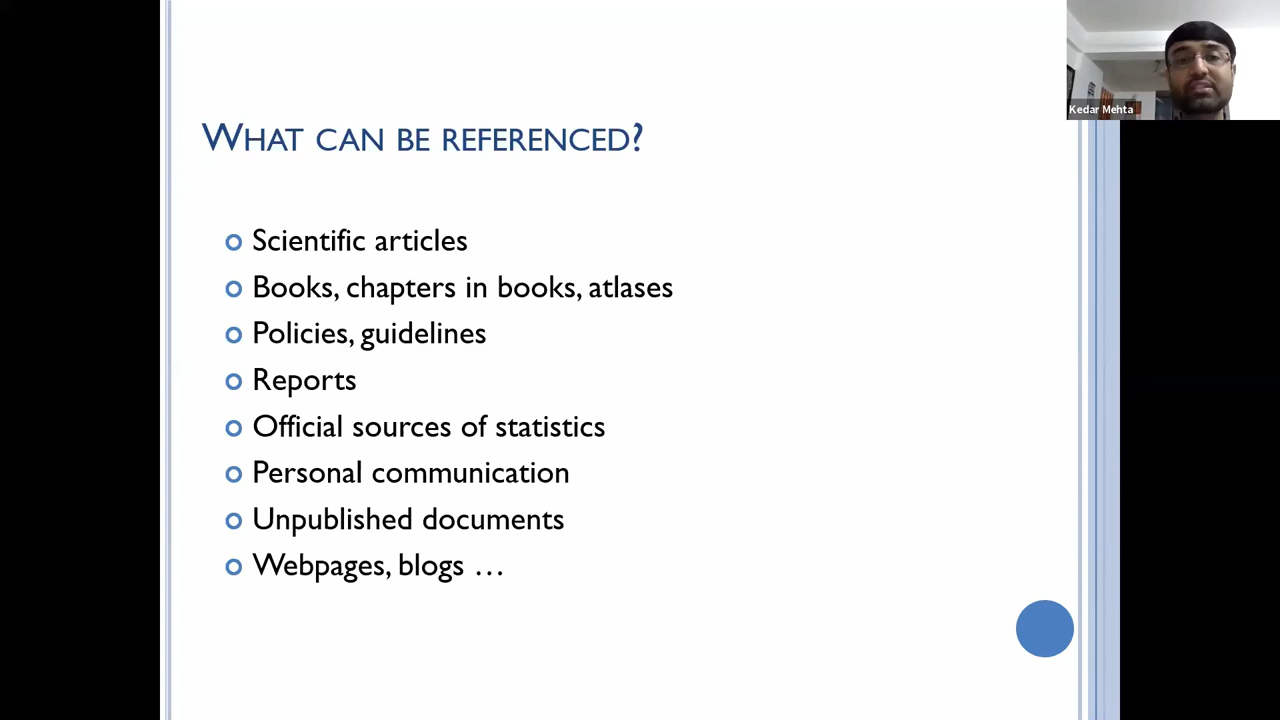 Kedar Mehta
WHAT CAN BE REFERENCED?
Scientific articles
Books, chapters in books, atlases
Policies, guidelines
Reports
Official sources of statistics
Personal communication
Unpublished documents
Webpages, blogs …